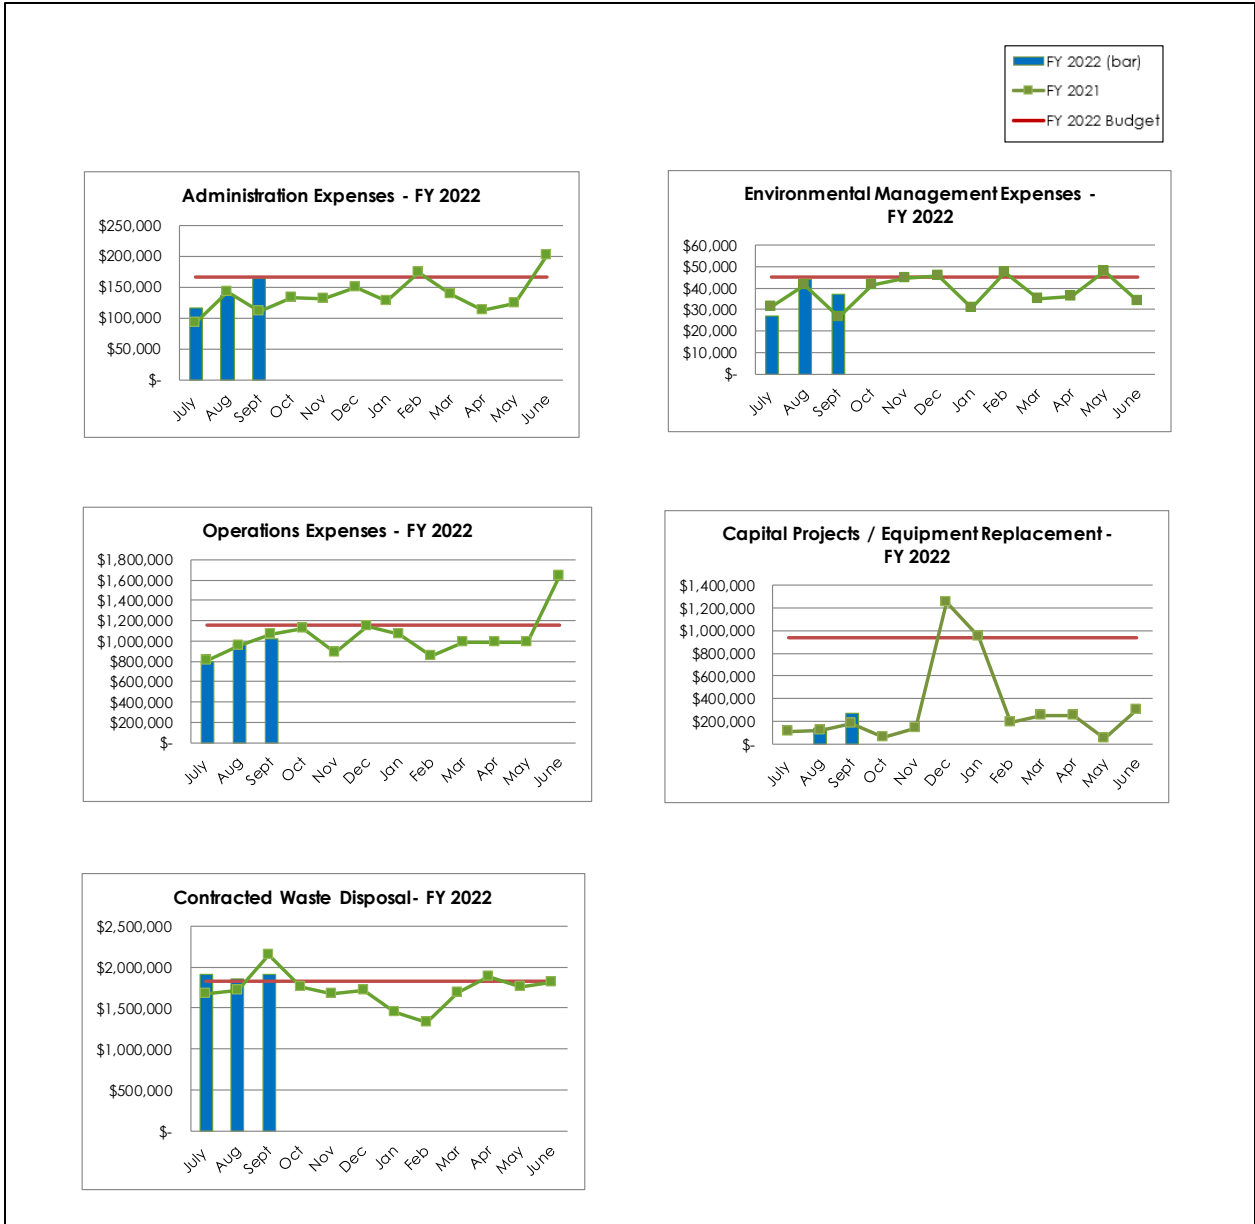 FY 2022 (bar)
FY 2021
FY 2022 Budget
Administration Expenses - FY 2022
$250,000
$200,000
$150,000
$100,000
$50,000
$-
July
Aug
Sept
Oct
Nov
Dec
Jan
Feb
Mar
Apr
May
June
Environmental Management Expenses -
FY 2022
$60,000
$50,000
$40,000
$30,000
$20,000
$10,000
$-
July
Aug
Sept
Oct
Nov
Dec
Jan
Feb
Mar
Apr
May
June
Operations Expenses - FY 2022
$1,800,000
$1,600,000
$1,400,000
$1,200,000
$1,000,000
$800,000
$600,000
$400,000
$200,000
$-
July
Aug
Sept
Oct
Nov
Dec
Jan
Feb
Mar
Apr
May
June
Capital Projects / Equipment Replacement -
FY 2022
$1,400,000
$1,200,000
$1,000,000
$800,000
$600,000
$400,000
$200,000
$-
July
Aug
Sept
Oct
Nov
Dec
Jan
Feb
Mar
Apr
May
June
Contracted Waste Disposal- FY 2022
$2,500,000
$2,000,000
$1,500,000
$1,000,000
$500,000
$-
July
Aug
Sept
Oct
Nov
Dec
Jan
Feb
Mar
Apr
May
June